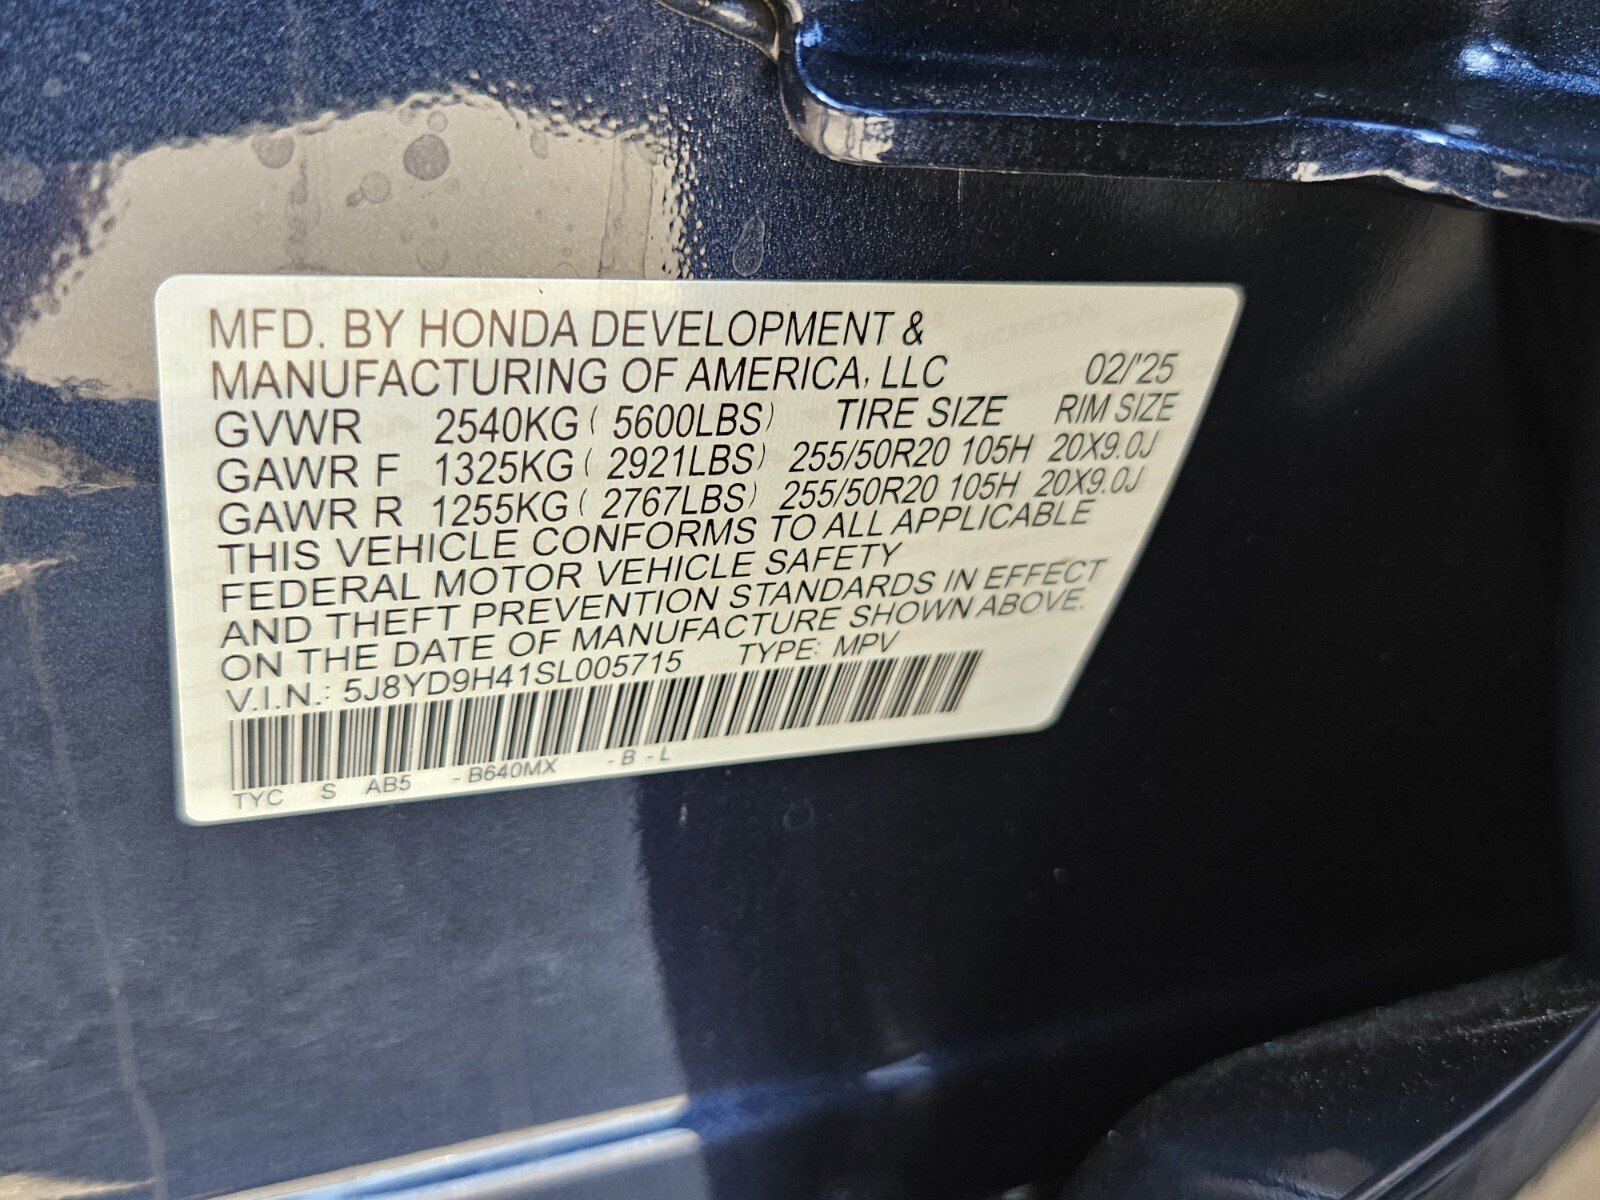 MFD. BY HONDA DEVELOPMENT &
MANUFACTURING OF AMERICA, LLC 02/'25
GVWR 2540KG ( 5600LBS) TIRE SIZE RIM SIZE
GAWR F 1325KG ( 2921LBS) 255/50R20 105H 20X9.0J
GAWR R 1255KG ( 2767LBS) 255/50R20 105H 20X9.0J
THIS VEHICLE CONFORMS TO ALL APPLICABLE
FEDERAL MOTOR VEHICLE SAFETY
AND THEFT PREVENTION STANDARDS IN EFFECT
ON THE DATE OF MANUFACTURE SHOWN ABOVE.
V.I.N.: 5J8YD9H41SL005715 TYPE: MPV
TYC S AB5 - B640MX - B - L